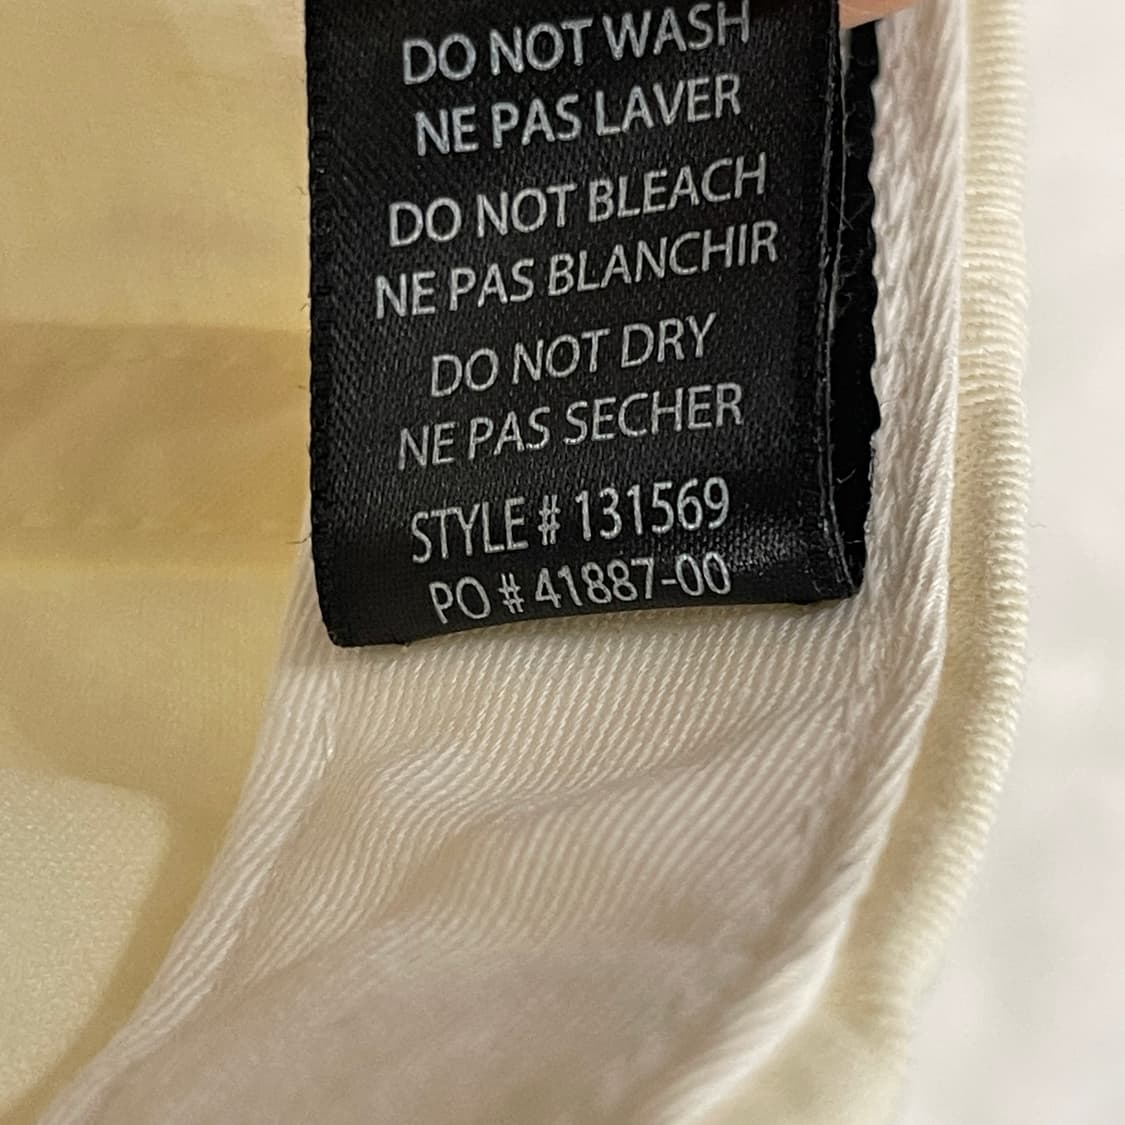 DO NOT WASH
NE PAS LAVER
DO NOT BLEACH
NE PAS BLANCHIR
DO NOT DRY
NE PAS SECHER
STYLE # 131569
PO # 41887-00